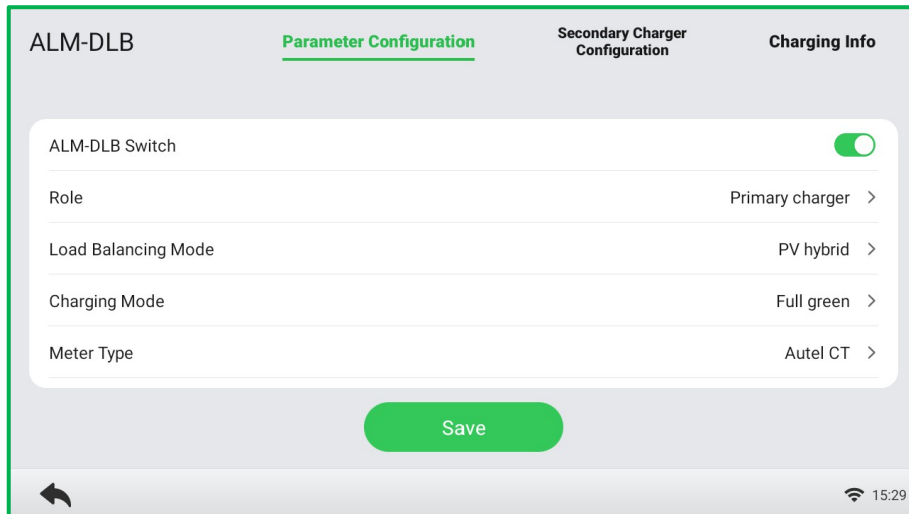 ALM-DLB
Parameter Configuration
Secondary Charger
Configuration
Charging Info
ALM-DLB Switch
Role
Primary charger
Load Balancing Mode
PV hybrid
Charging Mode
Full green
Meter Type
Autel CT
Save
15:29